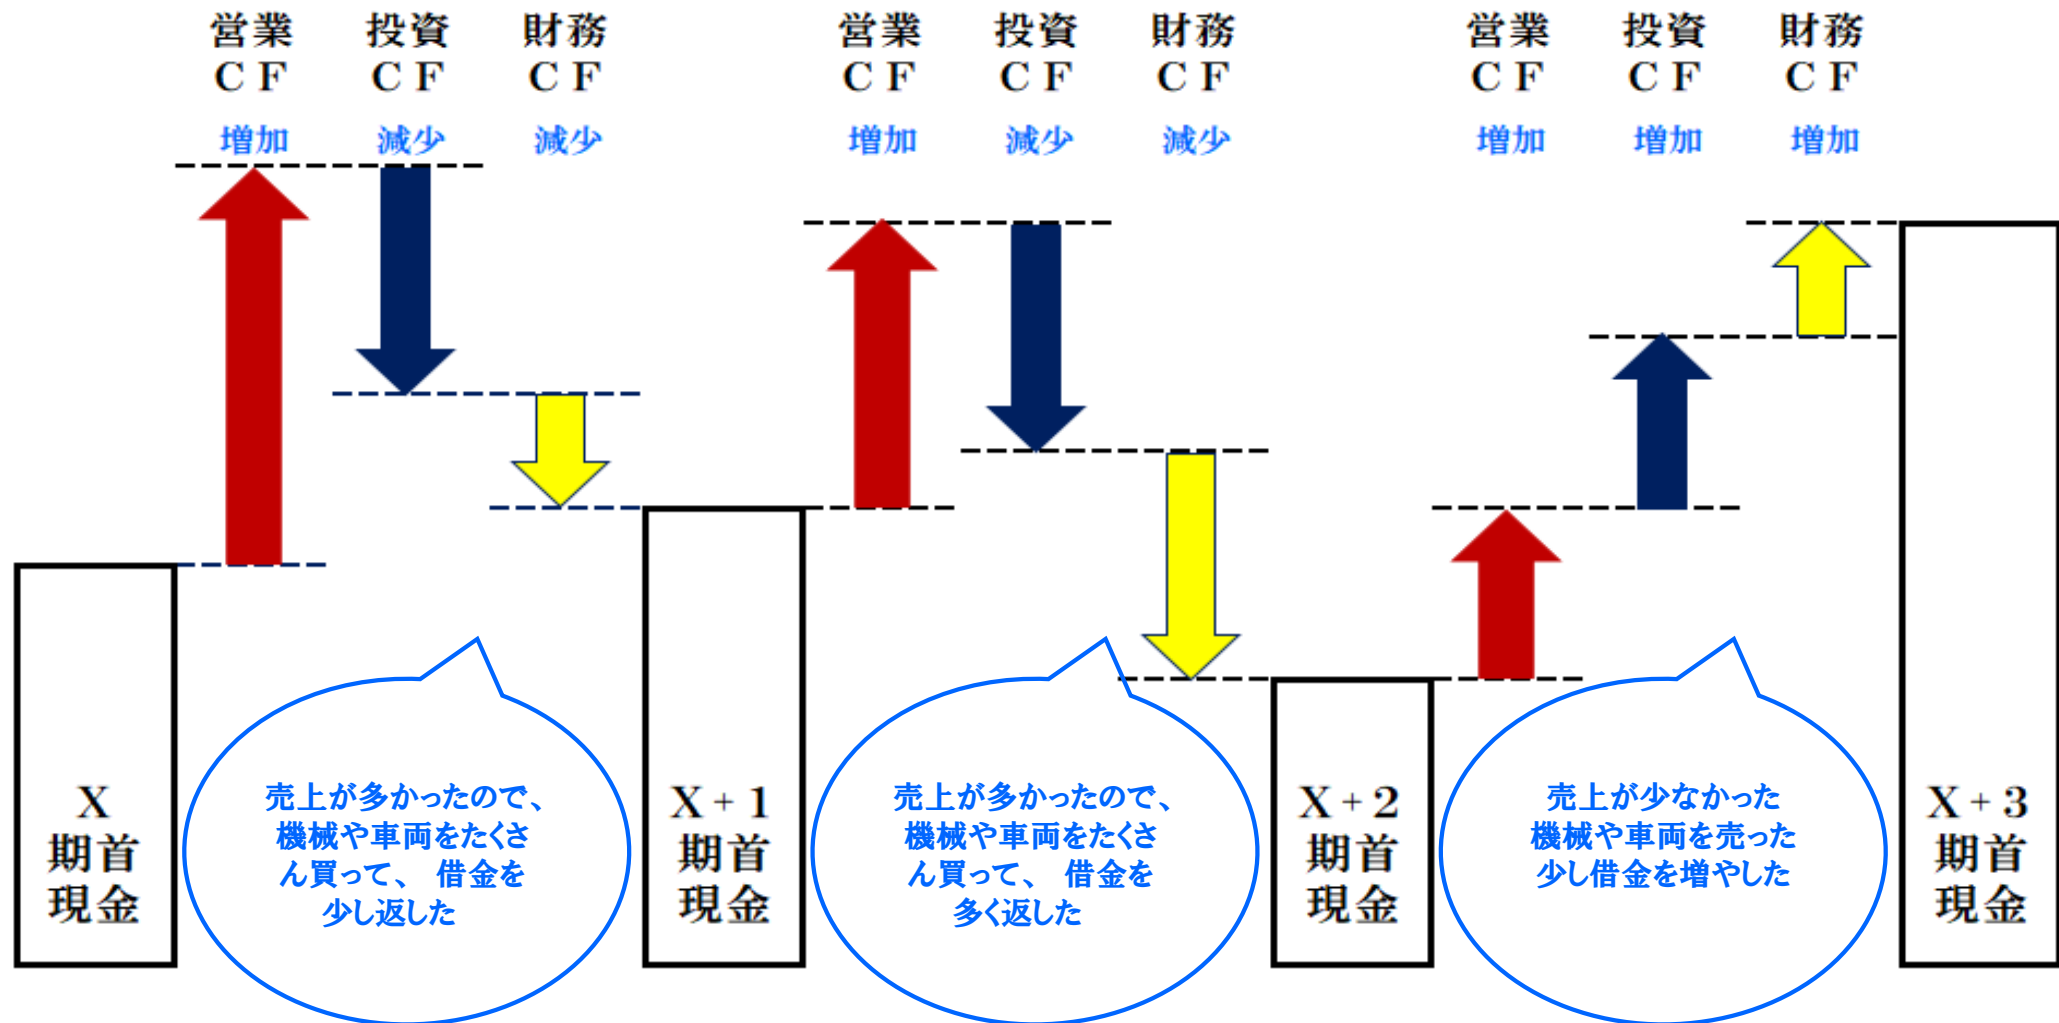 営業
ＣＦ
増加
投資
ＣＦ
減少
財務
ＣＦ
減少
営業
ＣＦ
増加
投資
ＣＦ
減少
財務
ＣＦ
減少
営業
ＣＦ
増加
投資
ＣＦ
増加
財務
ＣＦ
増加
X
期首
現金
売上が多かったので、
機械や車両をたくさ
ん買って、 借金を
少し返した
X+1
期首
現金
売上が多かったので、
機械や車両をたくさ
ん買って、 借金を
多く返した
X+2
期首
現金
売上が少なかった
機械や車両を売った
少し借金を増やした
X+3
期首
現金